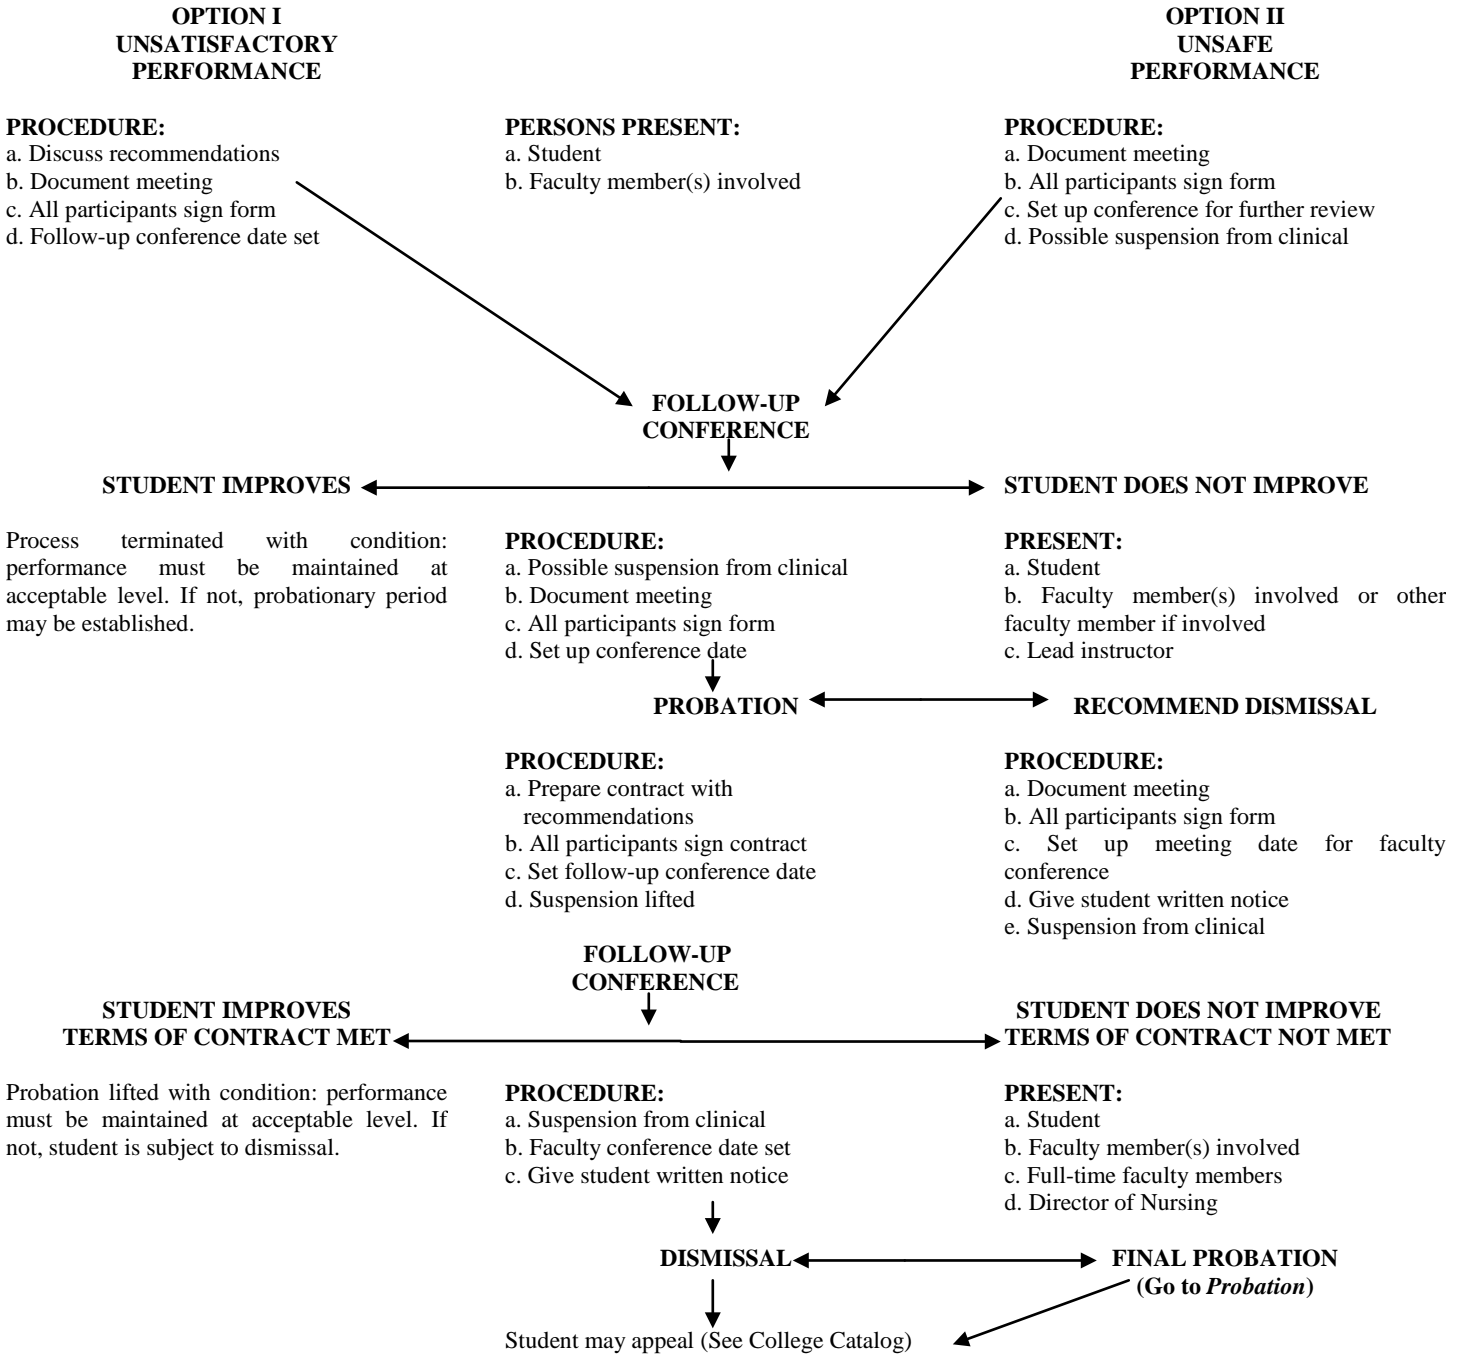 OPTION I
UNSATISFACTORY
PERFORMANCE
OPTION II
UNSAFE
PERFORMANCE
PROCEDURE:
a. Discuss recommendations
b. Document meeting
c. All participants sign form
d. Follow-up conference date set
PERSONS PRESENT:
a. Student
b. Faculty member(s) involved
PROCEDURE:
a. Document meeting
b. All participants sign form
c. Set up conference for further review
d. Possible suspension from clinical
FOLLOW-UP
CONFERENCE
STUDENT IMPROVES
STUDENT DOES NOT IMPROVE
Process terminated with condition:
performance must be maintained at
acceptable level. If not, probationary period
may be established.
PROCEDURE:
a. Possible suspension from clinical
b. Document meeting
c. All participants sign form
d. Set up conference date
PRESENT:
a. Student
b. Faculty member(s) involved or other
faculty member if involved
c. Lead instructor
PROBATION
RECOMMEND DISMISSAL
PROCEDURE:
a. Prepare contract with
recommendations
b. All participants sign contract
c. Set follow-up conference date
d. Suspension lifted
PROCEDURE:
a. Document meeting
b. All participants sign form
c. Set up meeting date for faculty
conference
d. Give student written notice
e. Suspension from clinical
FOLLOW-UP
CONFERENCE
STUDENT IMPROVES
TERMS OF CONTRACT MET
STUDENT DOES NOT IMPROVE
TERMS OF CONTRACT NOT MET
Probation lifted with condition: performance
must be maintained at acceptable level. If
not, student is subject to dismissal.
PROCEDURE:
a. Suspension from clinical
b. Faculty conference date set
c. Give student written notice
PRESENT:
a. Student
b. Faculty member(s) involved
c. Full-time faculty members
d. Director of Nursing
DISMISSAL
FINAL PROBATION
(Go to Probation)
Student may appeal (See College Catalog)